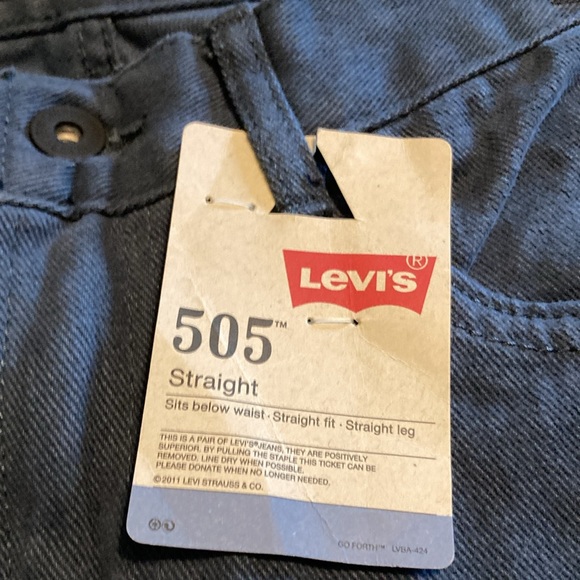 LEVI'S®
505™
Straight
Sits below waist · Straight fit · Straight leg
THIS IS A PAIR OF LEVI'S® JEANS, THEY ARE POSITIVELY
SUPERIOR. BY PULLING THE STAPLE THIS TICKET CAN BE
REMOVED. LINE DRY WHEN POSSIBLE.
PLEASE DONATE WHEN NO LONGER NEEDED.
©2011 LEVI STRAUSS & CO.
GO FORTH™ LVBA-424